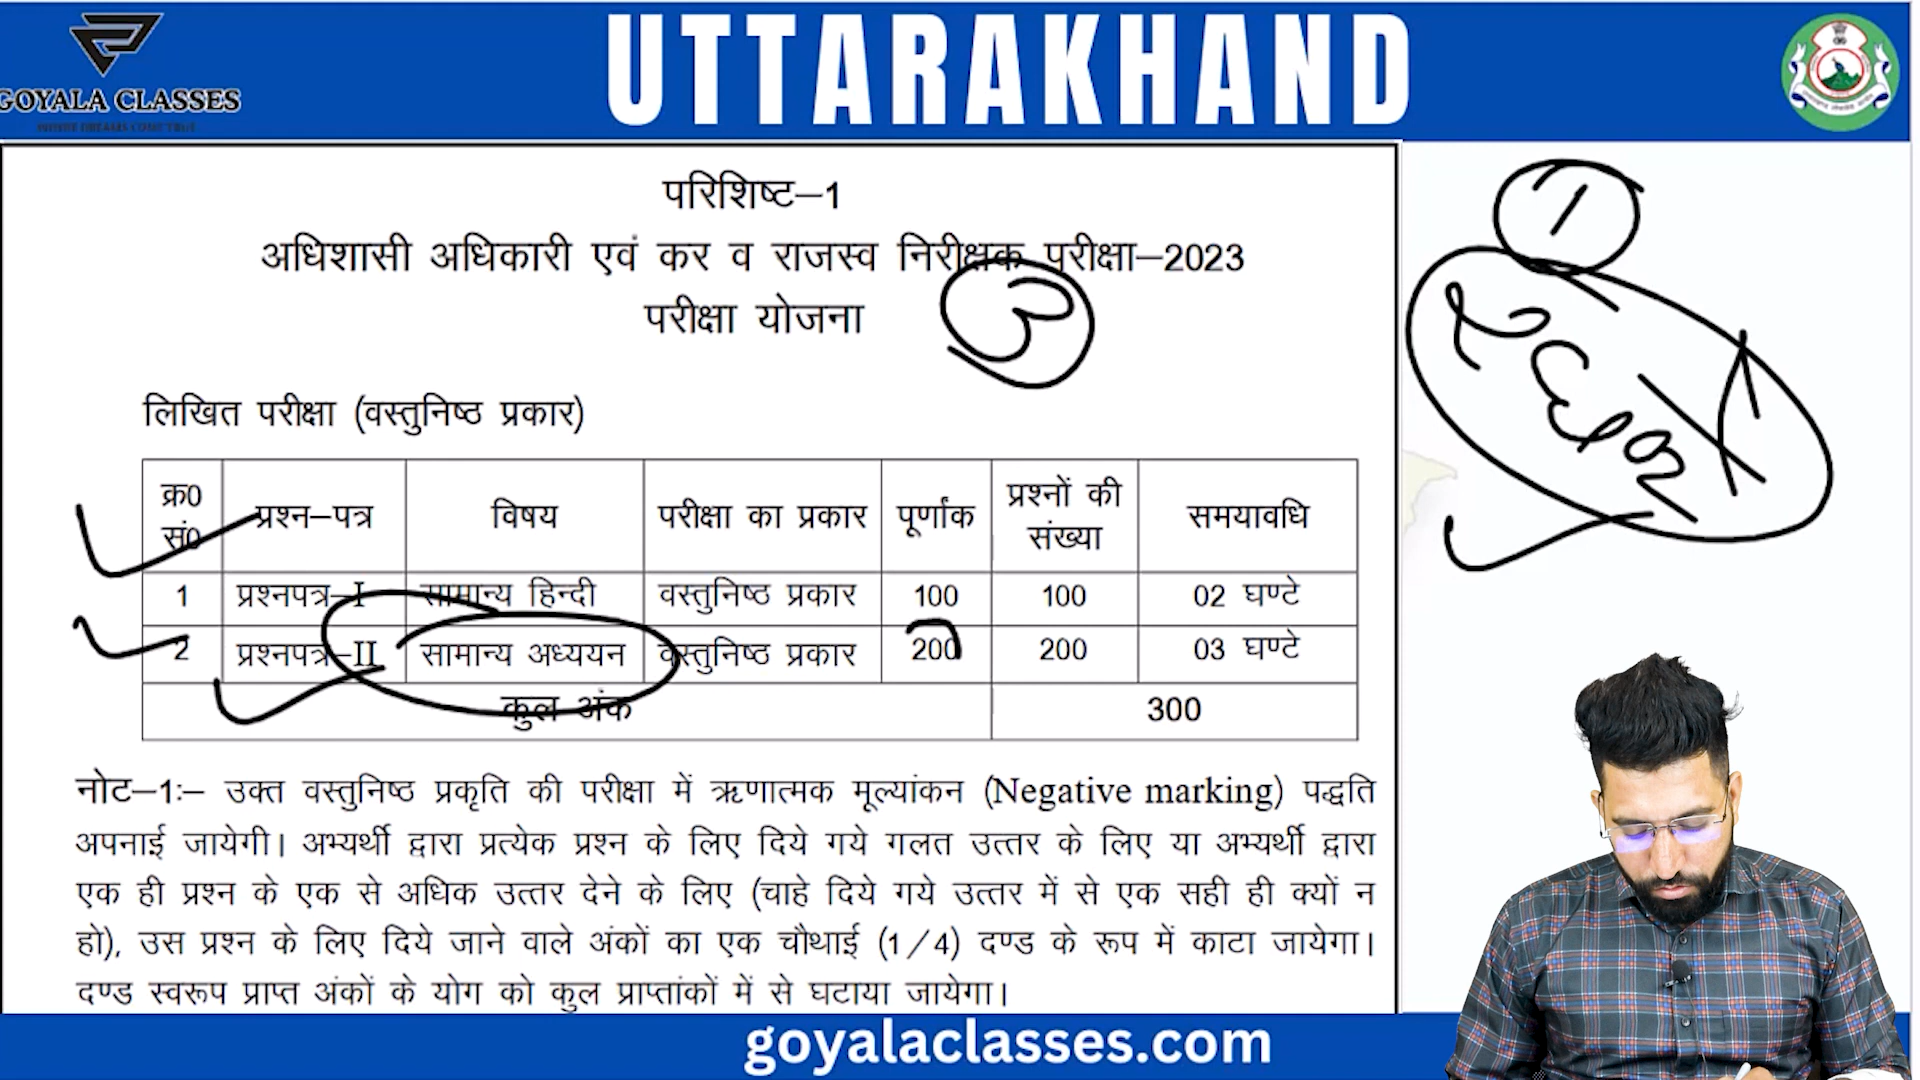 UTTARAKHAND
GOYALA CLASSES
परिशिष्ट–1
अधिशासी अधिकारी एवं कर व राजस्व निरीक्षक परीक्षा–2023
परीक्षा योजना
3
1
लिखित परीक्षा (वस्तुनिष्ठ प्रकार)
क्र0 सं0 प्रश्न–पत्र विषय परीक्षा का प्रकार पूर्णांक प्रश्नों की संख्या समयावधि
1 प्रश्नपत्र–I सामान्य हिन्दी वस्तुनिष्ठ प्रकार 100 100 02 घण्टे
2 प्रश्नपत्र–II सामान्य अध्ययन वस्तुनिष्ठ प्रकार 200 200 03 घण्टे
कुल अंक 300
नोट–1:– उक्त वस्तुनिष्ठ प्रकृति की परीक्षा में ऋणात्मक मूल्यांकन (Negative marking) पद्धति
अपनाई जायेगी। अभ्यर्थी द्वारा प्रत्येक प्रश्न के लिए दिये गये गलत उत्तर के लिए या अभ्यर्थी द्वारा
एक ही प्रश्न के एक से अधिक उत्तर देने के लिए (चाहे दिये गये उत्तर में से एक सही ही क्यों न
हो), उस प्रश्न के लिए दिये जाने वाले अंकों का एक चौथाई (1/4) दण्ड के रूप में काटा जायेगा।
दण्ड स्वरूप प्राप्त अंकों के योग को कुल प्राप्तांकों में से घटाया जायेगा।
goyalaclasses.com